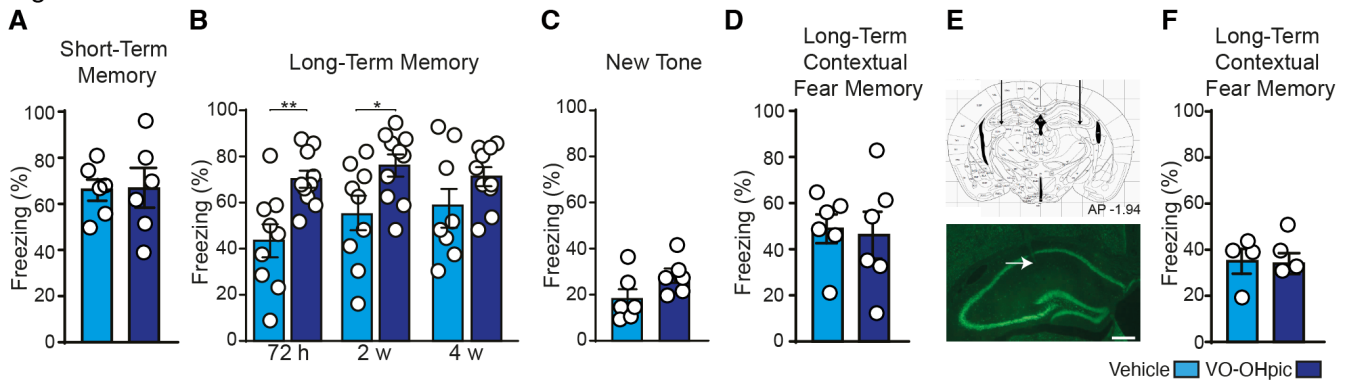 A
Short-Term
Memory
Freezing (%)
100
80
60
40
20
0
B
Long-Term Memory
Freezing (%)
100
80
60
40
20
0
**
*
72 h
2 w
4 w
C
New Tone
Freezing (%)
100
80
60
40
20
0
D
Long-Term
Contextual
Fear Memory
Freezing (%)
100
80
60
40
20
0
E
AP -1.94
F
Long-Term
Contextual
Fear Memory
Freezing (%)
100
80
60
40
20
0
Vehicle
VO-OHpic